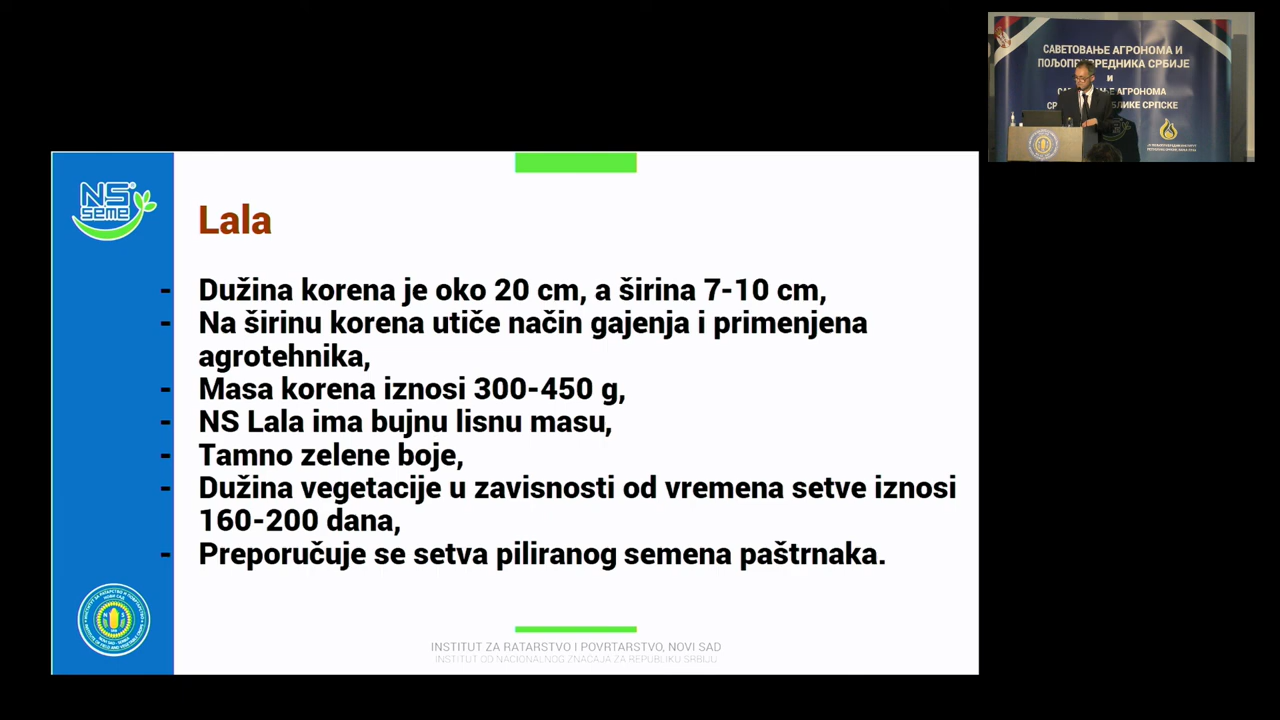 САВЕТОВАЊЕ АГРОНОМА И
ПОЉОПРИВРЕДНИКА СРБИЈЕ
И
АГРОНОМА
СРПСКЕ
NS
seme
Lala
- Dužina korena je oko 20 cm, a širina 7-10 cm,
- Na širinu korena utiče način gajenja i primenjena
agrotehnika,
- Masa korena iznosi 300-450 g,
- NS Lala ima bujnu lisnu masu,
- Tamno zelene boje,
- Dužina vegetacije u zavisnosti od vremena setve iznosi
160-200 dana,
- Preporučuje se setva piliranog semena paštrnaka.
INSTITUT ZA RATARSTVO I POVRTARSTVO, NOVI SAD
INSTITUT OD NACIONALNOG ZNAČAJA ZA REPUBLIKU SRBIJU